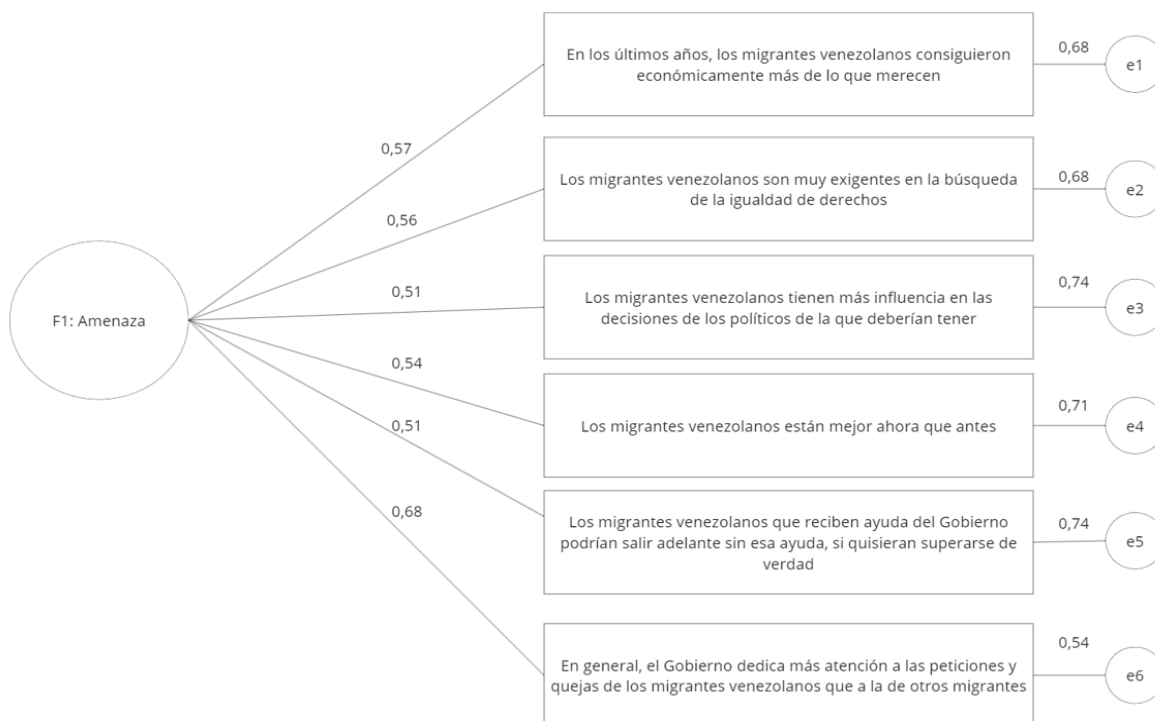 En los últimos años, los migrantes venezolanos consiguieron
económicamente más de lo que merecen
0,68
e1
0,57
Los migrantes venezolanos son muy exigentes en la búsqueda
de la igualdad de derechos
0,68
e2
0,56
F1: Amenaza
0,51
Los migrantes venezolanos tienen más influencia en las
decisiones de los políticos de la que deberían tener
0,74
e3
0,54
Los migrantes venezolanos están mejor ahora que antes
0,71
e4
0,51
Los migrantes venezolanos que reciben ayuda del Gobierno
podrían salir adelante sin esa ayuda, si quisieran superarse de
verdad
0,74
e5
0,68
En general, el Gobierno dedica más atención a las peticiones y
quejas de los migrantes venezolanos que a la de otros migrantes
0,54
e6